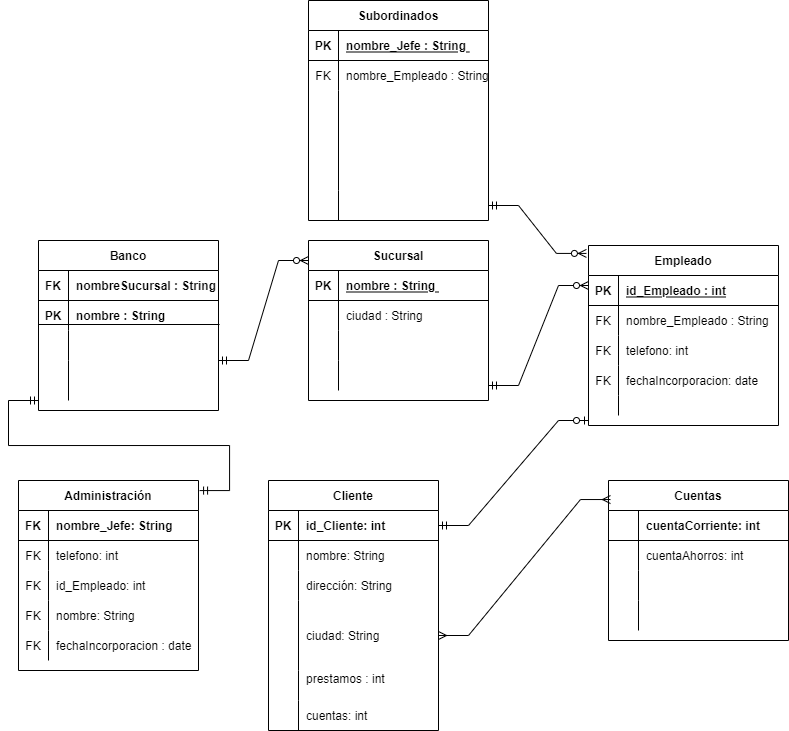 Subordinados
PK nombre_Jefe : String
FK nombre_Empleado : String
Banco
FK nombreSucursal : String
PK nombre : String
Sucursal
PK nombre : String
ciudad : String
Empleado
PK id_Empleado : int
FK nombre_Empleado : String
FK telefono: int
FK fechaIncorporacion: date
Administración
FK nombre_Jefe: String
FK telefono: int
FK id_Empleado: int
FK nombre: String
FK fechaIncorporacion : date
Cliente
PK id_Cliente: int
nombre: String
dirección: String
ciudad: String
prestamos : int
cuentas: int
Cuentas
cuentaCorriente: int
cuentaAhorros: int